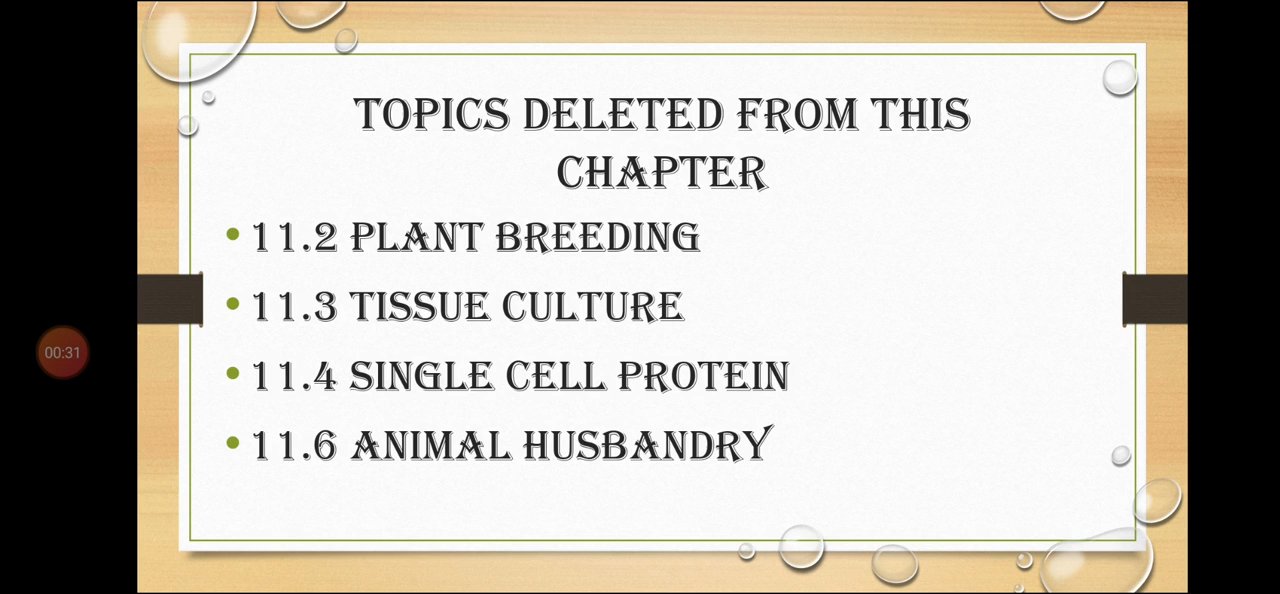 TOPICS DELETED FROM THIS
CHAPTER
• 11.2 PLANT BREEDING
• 11.3 TISSUE CULTURE
• 11.4 SINGLE CELL PROTEIN
• 11.6 ANIMAL HUSBANDRY
00:31